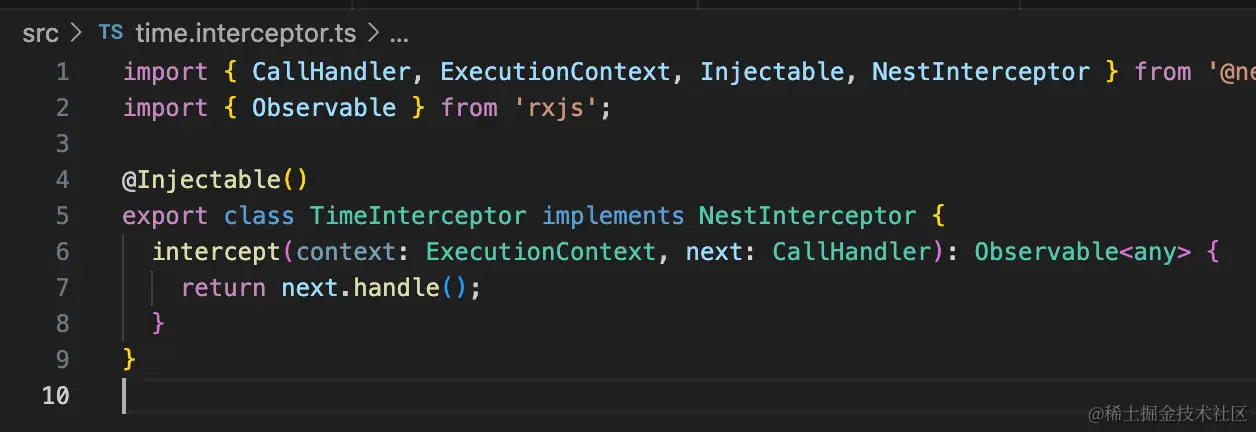 src > TS time.interceptor.ts > ...
1 import { CallHandler, ExecutionContext, Injectable, NestInterceptor } from '@ne
2 import { Observable } from 'rxjs';
3
4 @Injectable()
5 export class TimeInterceptor implements NestInterceptor {
6   intercept(context: ExecutionContext, next: CallHandler): Observable<any> {
7     return next.handle();
8   }
9 }
10
@稀土掘金技术社区